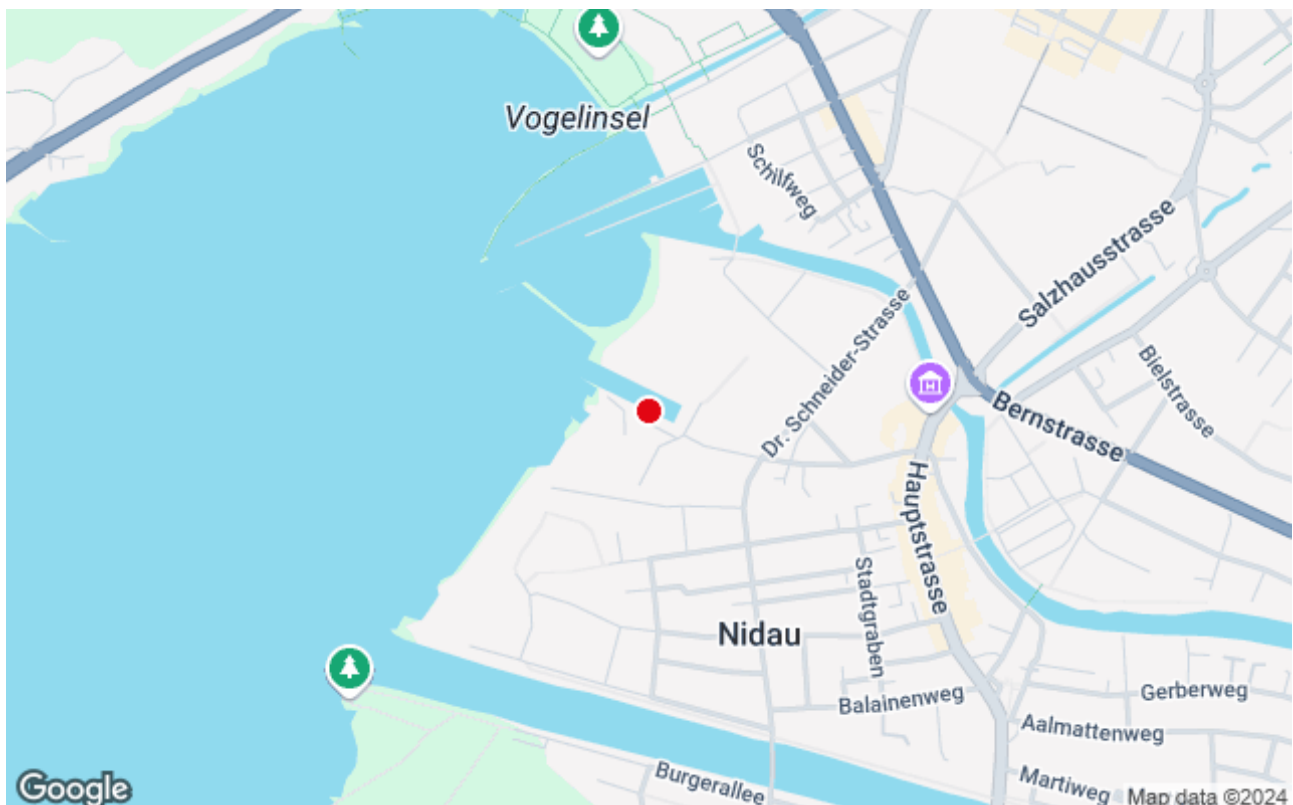 Vogelinsel
Schilfweg
Salzhausstrasse
Dr. Schneider-Strasse
Bielstrasse
Bernstrasse
Hauptstrasse
Stadtgraben
Nidau
Balainenweg
Gerberweg
Aalmattenweg
Burgerallee
Martiweg
Google
Map data ©2024